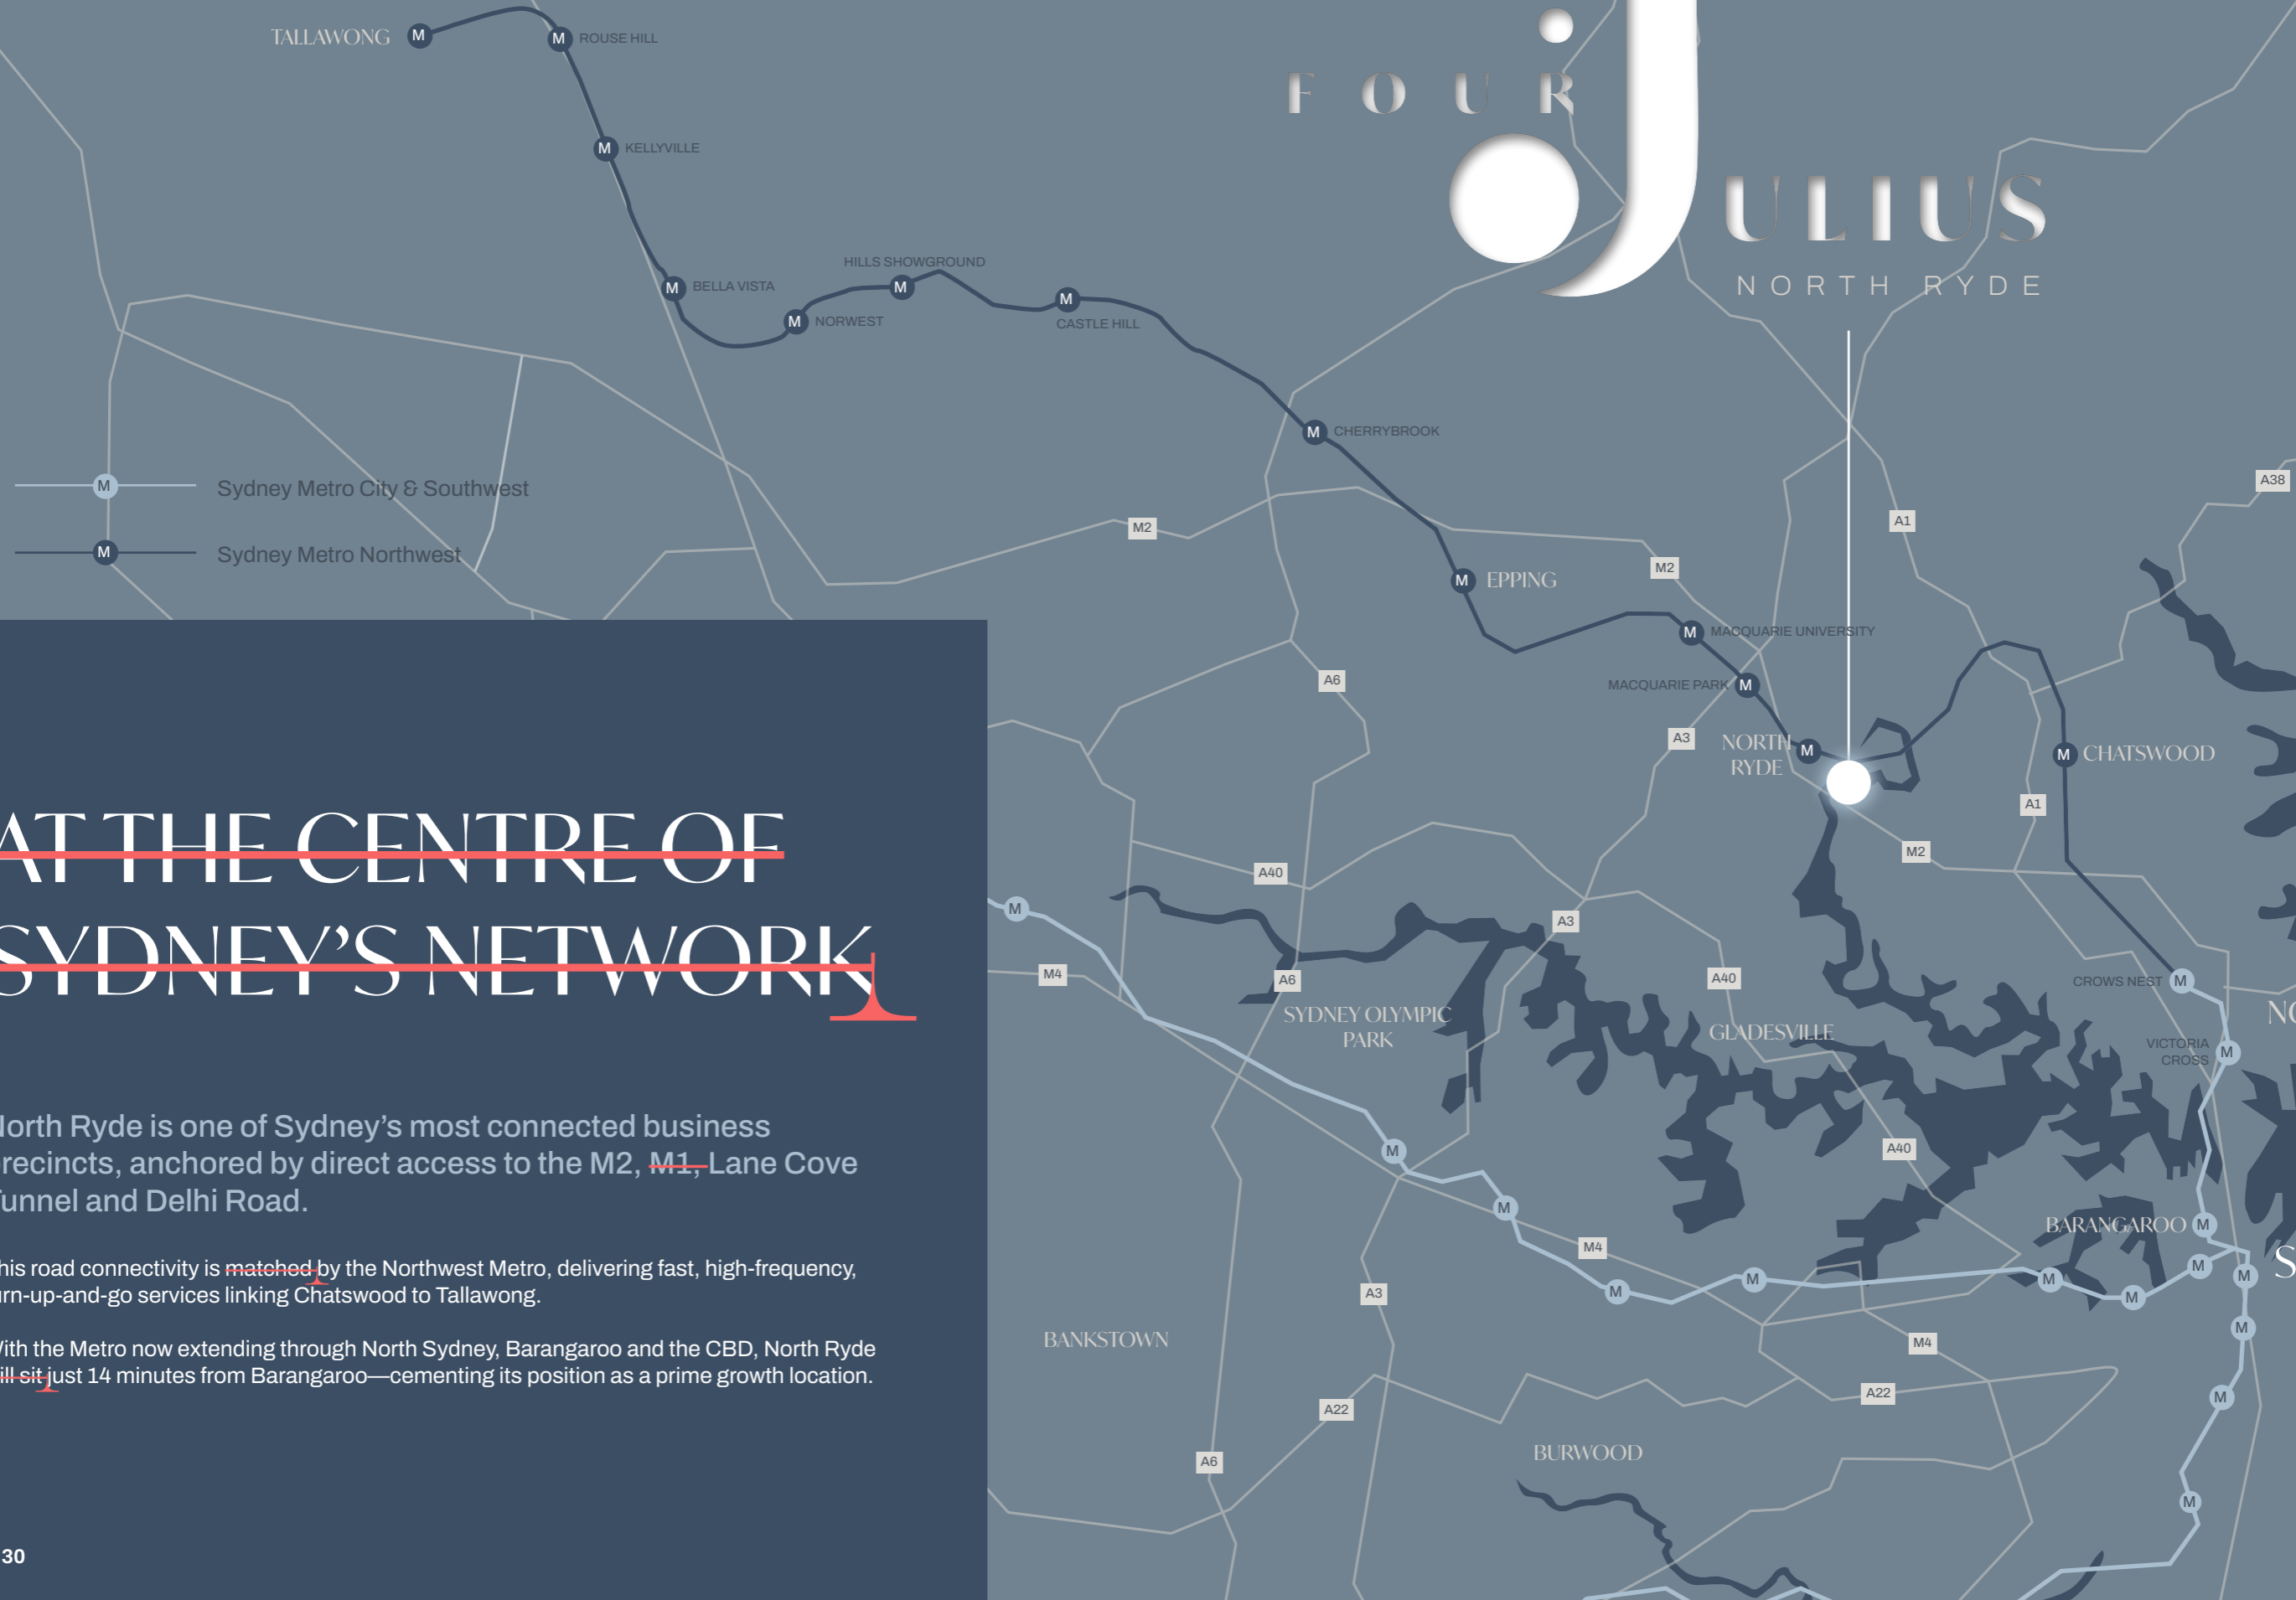 TALLAWONG
M
M
ROUSE HILL
FOUR
JULIUS
NORTH RYDE
M
KELLYVILLE
HILLS SHOWGROUND
M
BELLA VISTA
M
M
NORWEST
M
CASTLE HILL
M
CHERRYBROOK
M
Sydney Metro City & Southwest
M
Sydney Metro Northwest
A38
M2
A1
M2
M
EPPING
M
MACQUARIE UNIVERSITY
A6
MACQUARIE PARK
M
A3
NORTH
RYDE
M
M
CHATSWOOD
A1
M2
A40
M
A3
M4
A6
A40
CROWS NEST
M
SYDNEY OLYMPIC
PARK
GLADESVILLE
VICTORIA
CROSS
M
M
A40
M
BARANGAROO
M
M4
M
M
M
M
M
M
M
A3
M
BANKSTOWN
M4
A22
M
A22
BURWOOD
A6
M
AT THE CENTRE OF
SYDNEY’S NETWORK
North Ryde is one of Sydney’s most connected business
precincts, anchored by direct access to the M2, M1, Lane Cove
Tunnel and Delhi Road.
This road connectivity is matched by the Northwest Metro, delivering fast, high-frequency,
turn-up-and-go services linking Chatswood to Tallawong.
With the Metro now extending through North Sydney, Barangaroo and the CBD, North Ryde
will sit just 14 minutes from Barangaroo—cementing its position as a prime growth location.
30